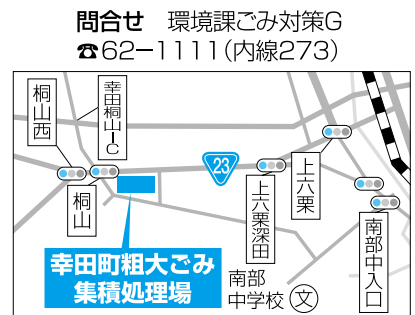 問合せ 環境課ごみ対策G
☎62−1111(内線273)
桐山西
幸田桐山IC
桐山
23
上六栗深田
上六栗
南部中入口
幸田町粗大ごみ
集積処理場
南部
中学校 文